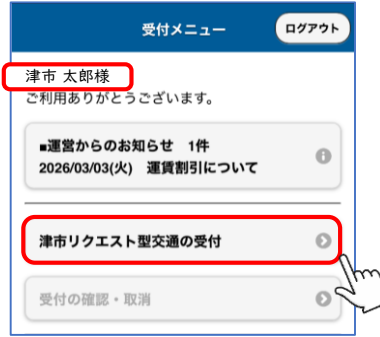 受付メニュー
ログアウト
津市 太郎様
ご利用ありがとうございます。
■運営からのお知らせ 1件
2026/03/03(火) 運賃割引について
津市リクエスト型交通の受付
受付の確認・取消